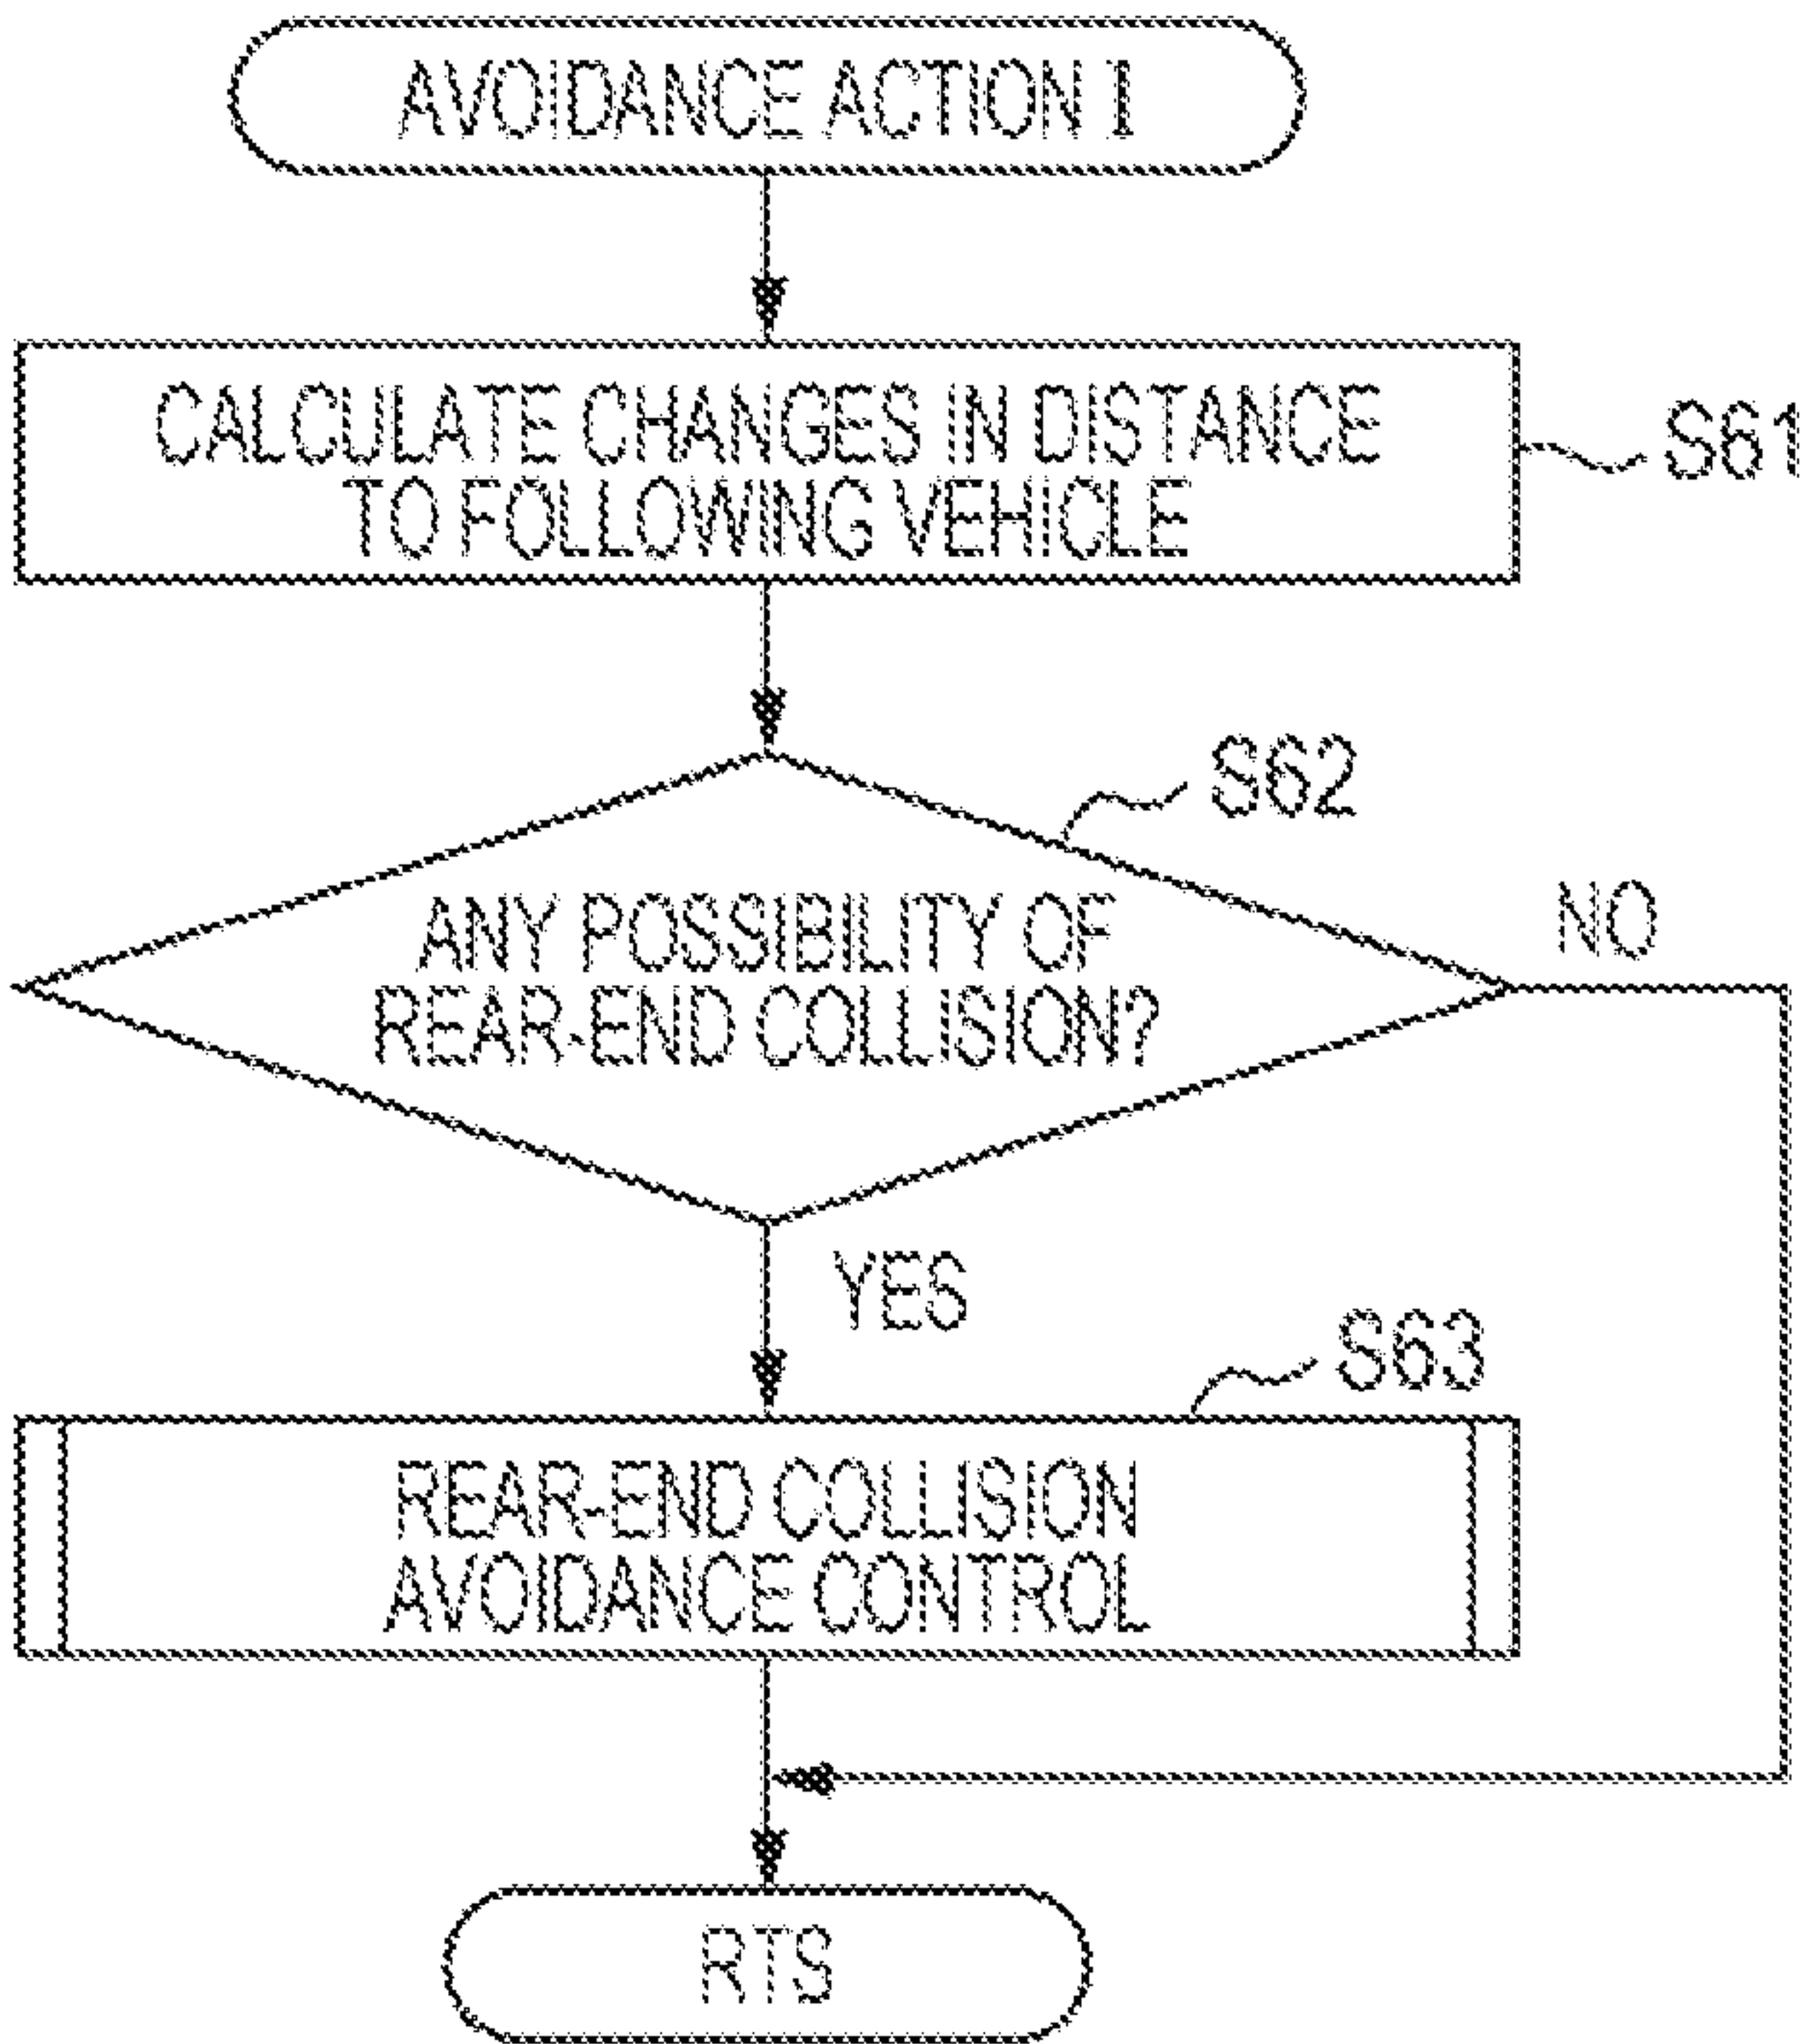 AVOIDANCE ACTION I
CALCULATE CHANGES IN DISTANCE
TO FOLLOWING VEHICLE
S61
S62
ANY POSSIBILITY OF
REAR-END COLLISION?
NO
YES
S63
REAR-END COLLISION
AVOIDANCE CONTROL
RTS